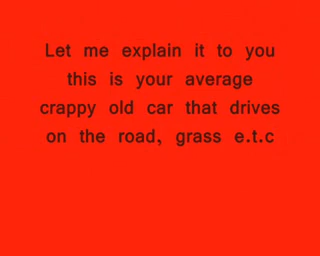 Let me explain it to you
this is your average
crappy old car that drives
on the road, grass e.t.c